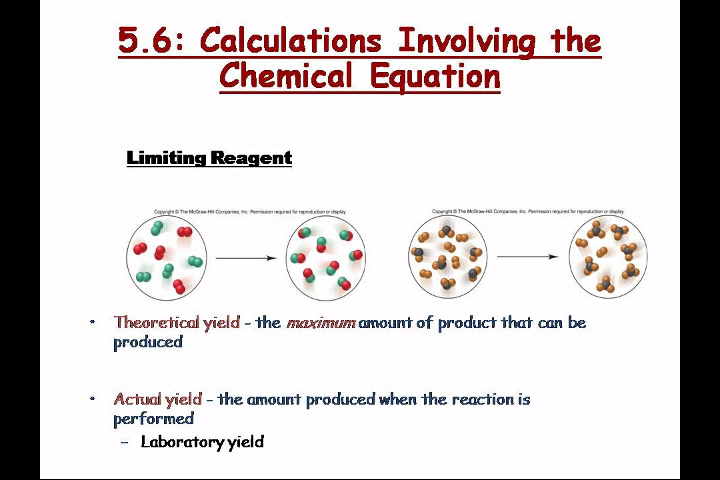 5.6: Calculations Involving the
Chemical Equation
Limiting Reagent
Copyright © The McGraw-Hill Companies, Inc. Permission required for reproduction or display.
Copyright © The McGraw-Hill Companies, Inc. Permission required for reproduction or display.
• Theoretical yield - the maximum amount of product that can be
produced
• Actual yield - the amount produced when the reaction is
performed
- Laboratory yield